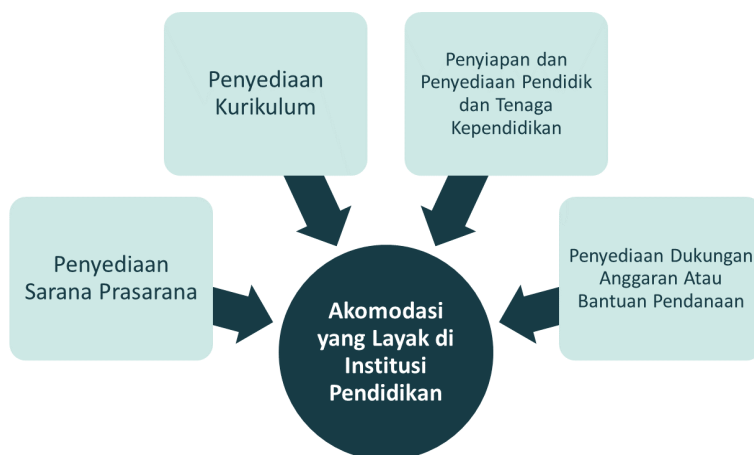 Penyediaan
Kurikulum
Penyiapan dan
Penyediaan Pendidik
dan Tenaga
Kependidikan
Penyediaan
Sarana Prasarana
Penyediaan Dukungan
Anggaran Atau
Bantuan Pendanaan
Akomodasi
yang Layak di
Institusi
Pendidikan